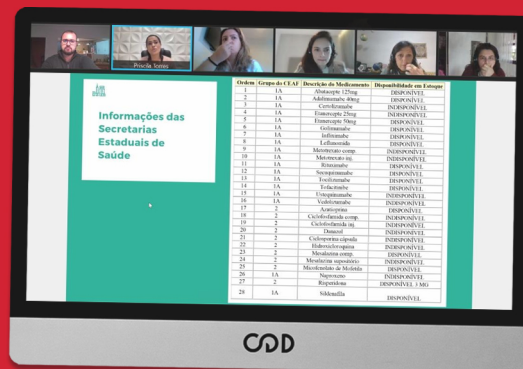 Priscila Torres
Informações das
Secretarias
Estaduais de
Saúde
Ordem Grupo do CEAF Descrição do Medicamento Disponibilidade em Estoque
1 1A Abatacepte 125mg DISPONÍVEL
2 1A Adalimumabe 40mg DISPONÍVEL
3 1A Certolizumabe INDISPONÍVEL
4 1A Etanercepte 25mg INDISPONÍVEL
5 1A Etanercepte 50mg DISPONÍVEL
6 1A Golimumabe DISPONÍVEL
7 1A Infliximabe DISPONÍVEL
8 1A Leflunomida DISPONÍVEL
9 1A Metotrexato comp. INDISPONÍVEL
10 1A Metotrexato inj. INDISPONÍVEL
11 1A Rituximabe DISPONÍVEL
12 1A Secuquinumabe DISPONÍVEL
13 1A Tocilizumabe DISPONÍVEL
14 1A Tofacitinibe DISPONÍVEL
15 1A Ustequinumabe INDISPONÍVEL
16 1A Vedolizumabe INDISPONÍVEL
17 2 Azatioprina DISPONÍVEL
18 2 Ciclofosfamida comp. INDISPONÍVEL
19 2 Ciclofosfamida inj. INDISPONÍVEL
20 2 Danazol INDISPONÍVEL
21 2 Ciclosporina cápsula INDISPONÍVEL
22 2 Hidroxicloroquina INDISPONÍVEL
23 2 Mesalazina comp. DISPONÍVEL
24 2 Mesalazina supositório INDISPONÍVEL
25 2 Micofenolato de Mofetila DISPONÍVEL
26 1A Naproxeno INDISPONÍVEL
27 2 Risperidona DISPONÍVEL 3 MG
28 1A Sildenafila DISPONÍVEL